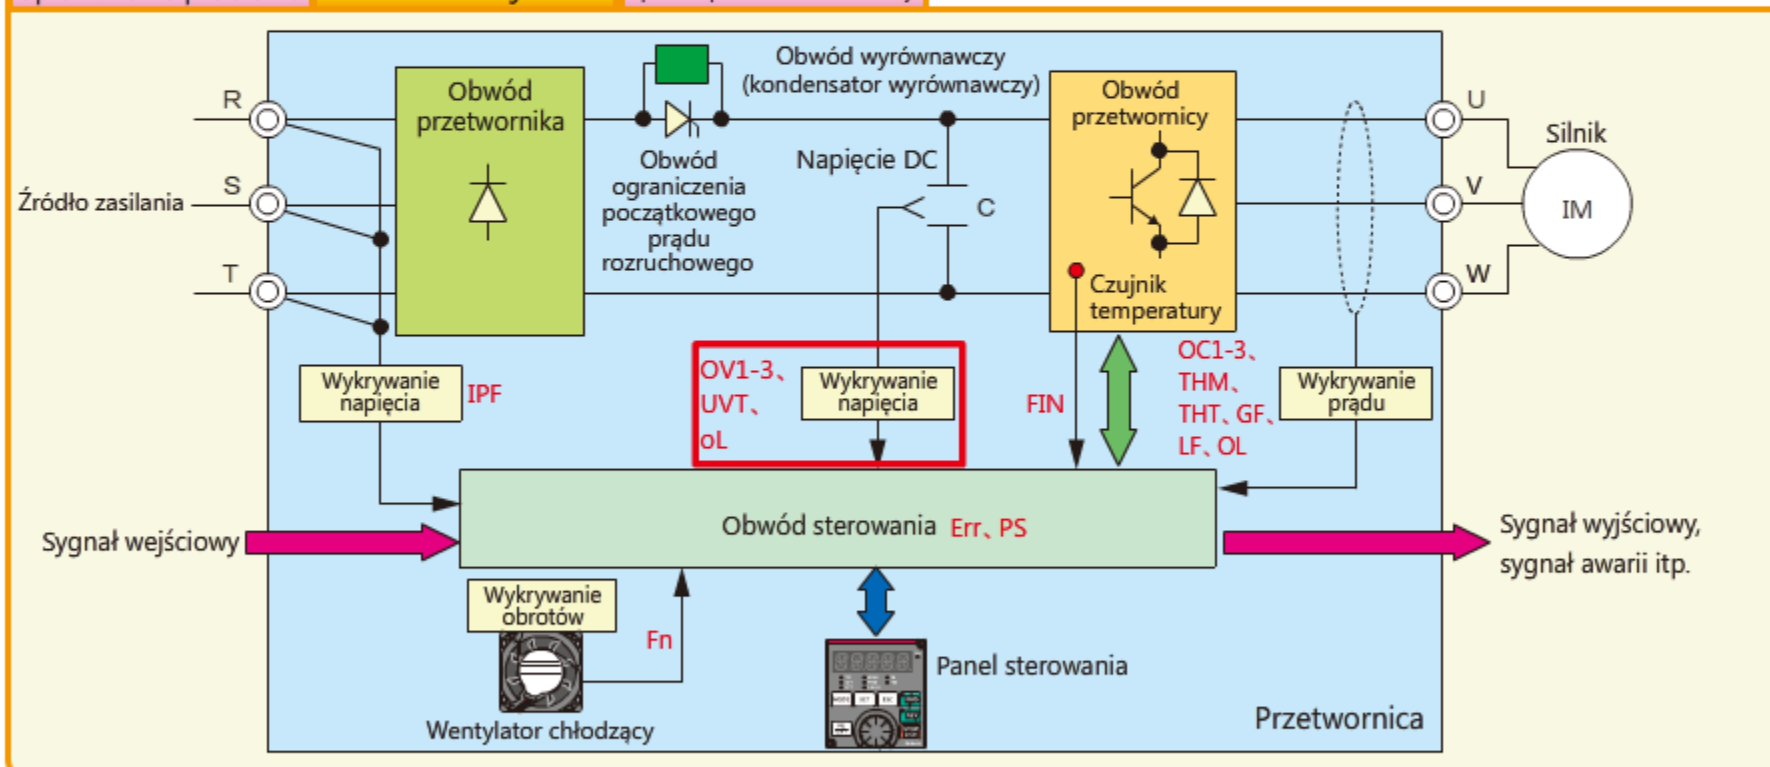 Obwód
przetwornika
Obwód wyrównawczy
(kondensator wyrównawczy)
Obwód
przetwornicy
R
S
T
Źródło zasilania
Obwód
ograniczenia
początkowego
prądu
rozruchowego
Napięcie DC
C
Czujnik
temperatury
U
V
W
Silnik
IM
Wykrywanie
napięcia
IPF
OV1-3、
UVT、
oL
Wykrywanie
napięcia
FIN
OC1-3、
THM、
THT、GF、
LF、OL
Wykrywanie
prądu
Sygnał wejściowy
Obwód sterowania Err、PS
Sygnał wyjściowy,
sygnał awarii itp.
Wykrywanie
obrotów
Fn
Wentylator chłodzący
Panel sterowania
Przetwornica